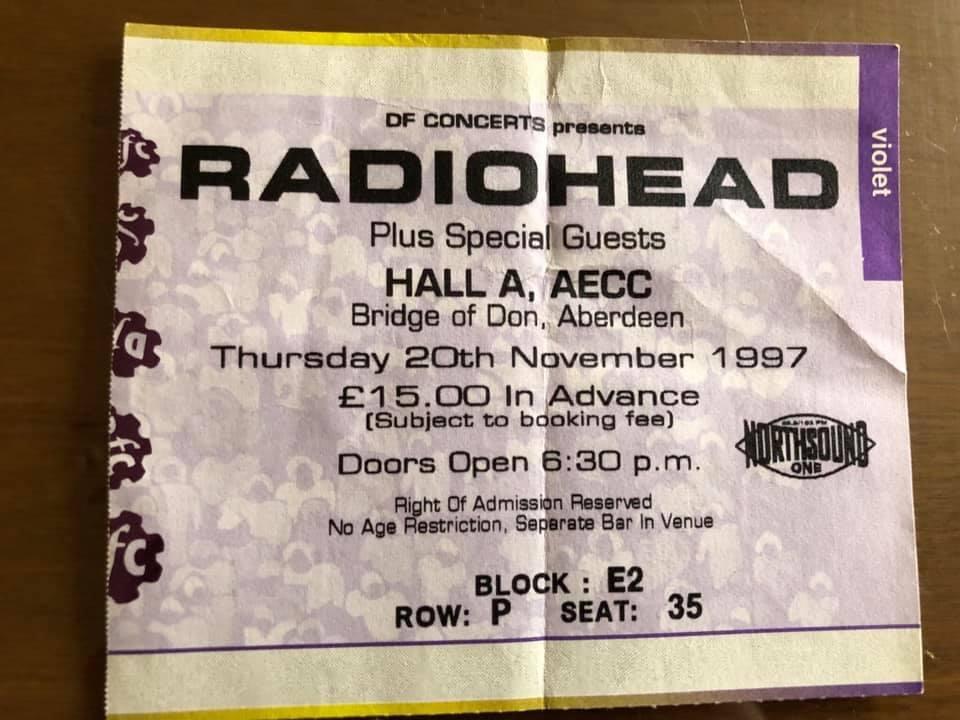 DF CONCERTS presents
RADIOHEAD
violet
Plus Special Guests
HALL A, AECC
Bridge of Don, Aberdeen
Thursday 20th November 1997
£15.00 In Advance
(Subject to booking fee)
NORTHSOUND
ONE
Doors Open 6:30 p.m.
Right Of Admission Reserved
No Age Restriction, Separate Bar In Venue
BLOCK : E2
ROW: P SEAT: 35